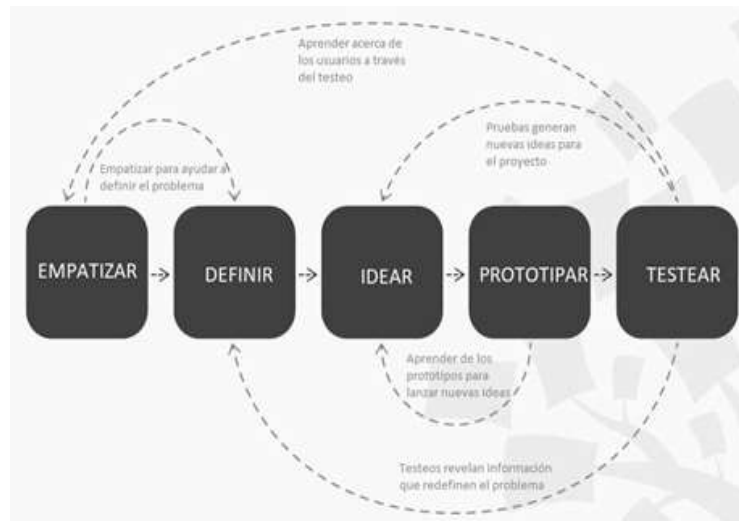 Aprender acerca de
los usuarios a través
del testeo
Pruebas generan
nuevas ideas para
el proyecto
Empatizar para ayudar a
definir el problema
EMPATIZAR
DEFINIR
IDEAR
PROTOTIPAR
TESTEAR
Aprender de los
prototipos para
lanzar nuevas ideas
Testeos revelan información
que redefinen el problema